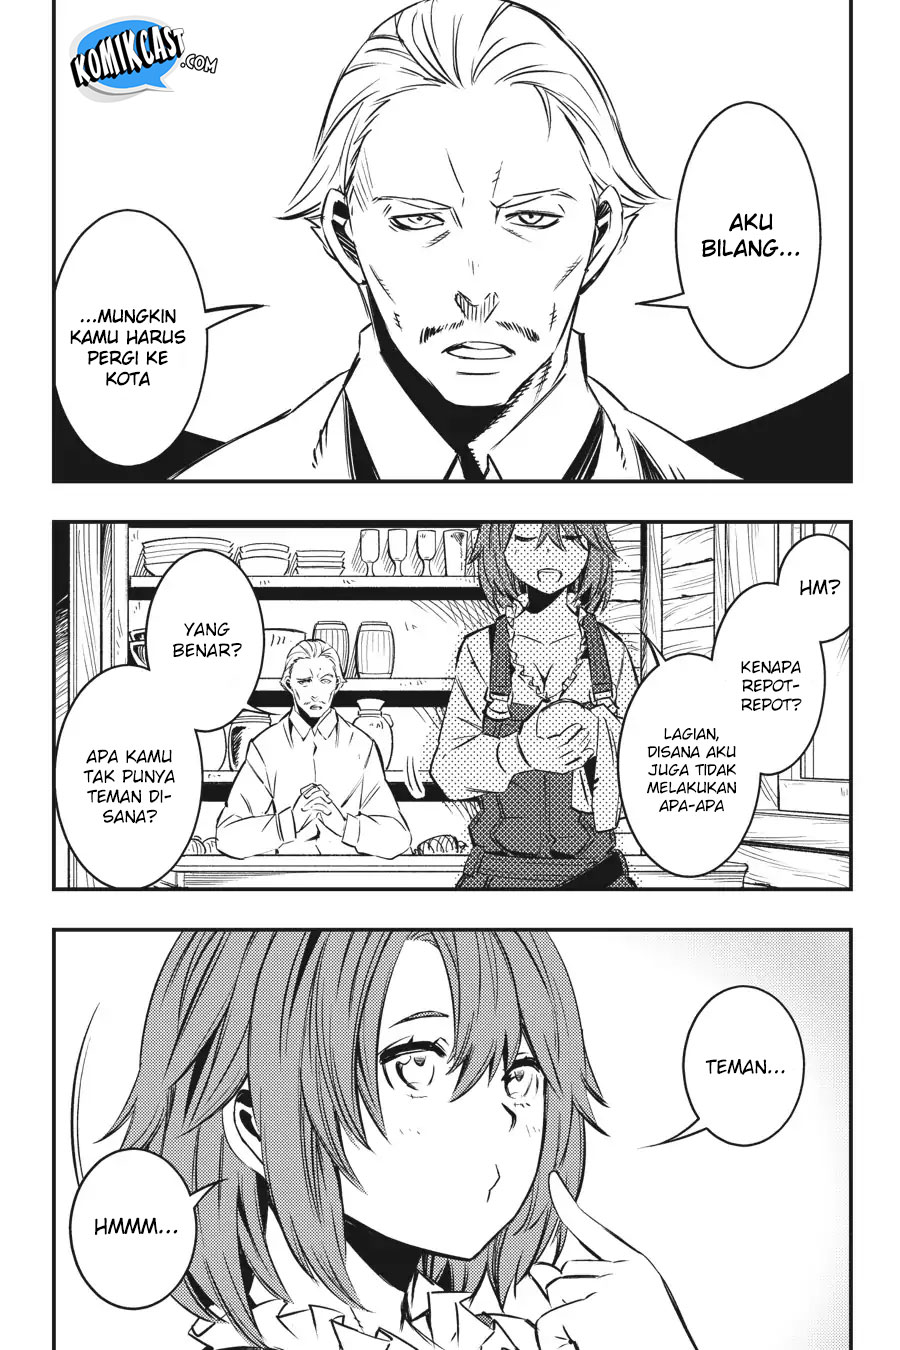 KOMIKCAST.COM
AKU
BILANG...
...MUNGKIN
KAMU HARUS
PERGI KE
KOTA
HM?
KENAPA
REPOT-
REPOT?
LAGIAN,
DISANA AKU
JUGA TIDAK
MELAKUKAN
APA-APA
YANG
BENAR?
APA KAMU
TAK PUNYA
TEMAN DI-
SANA?
TEMAN...
HMMM...